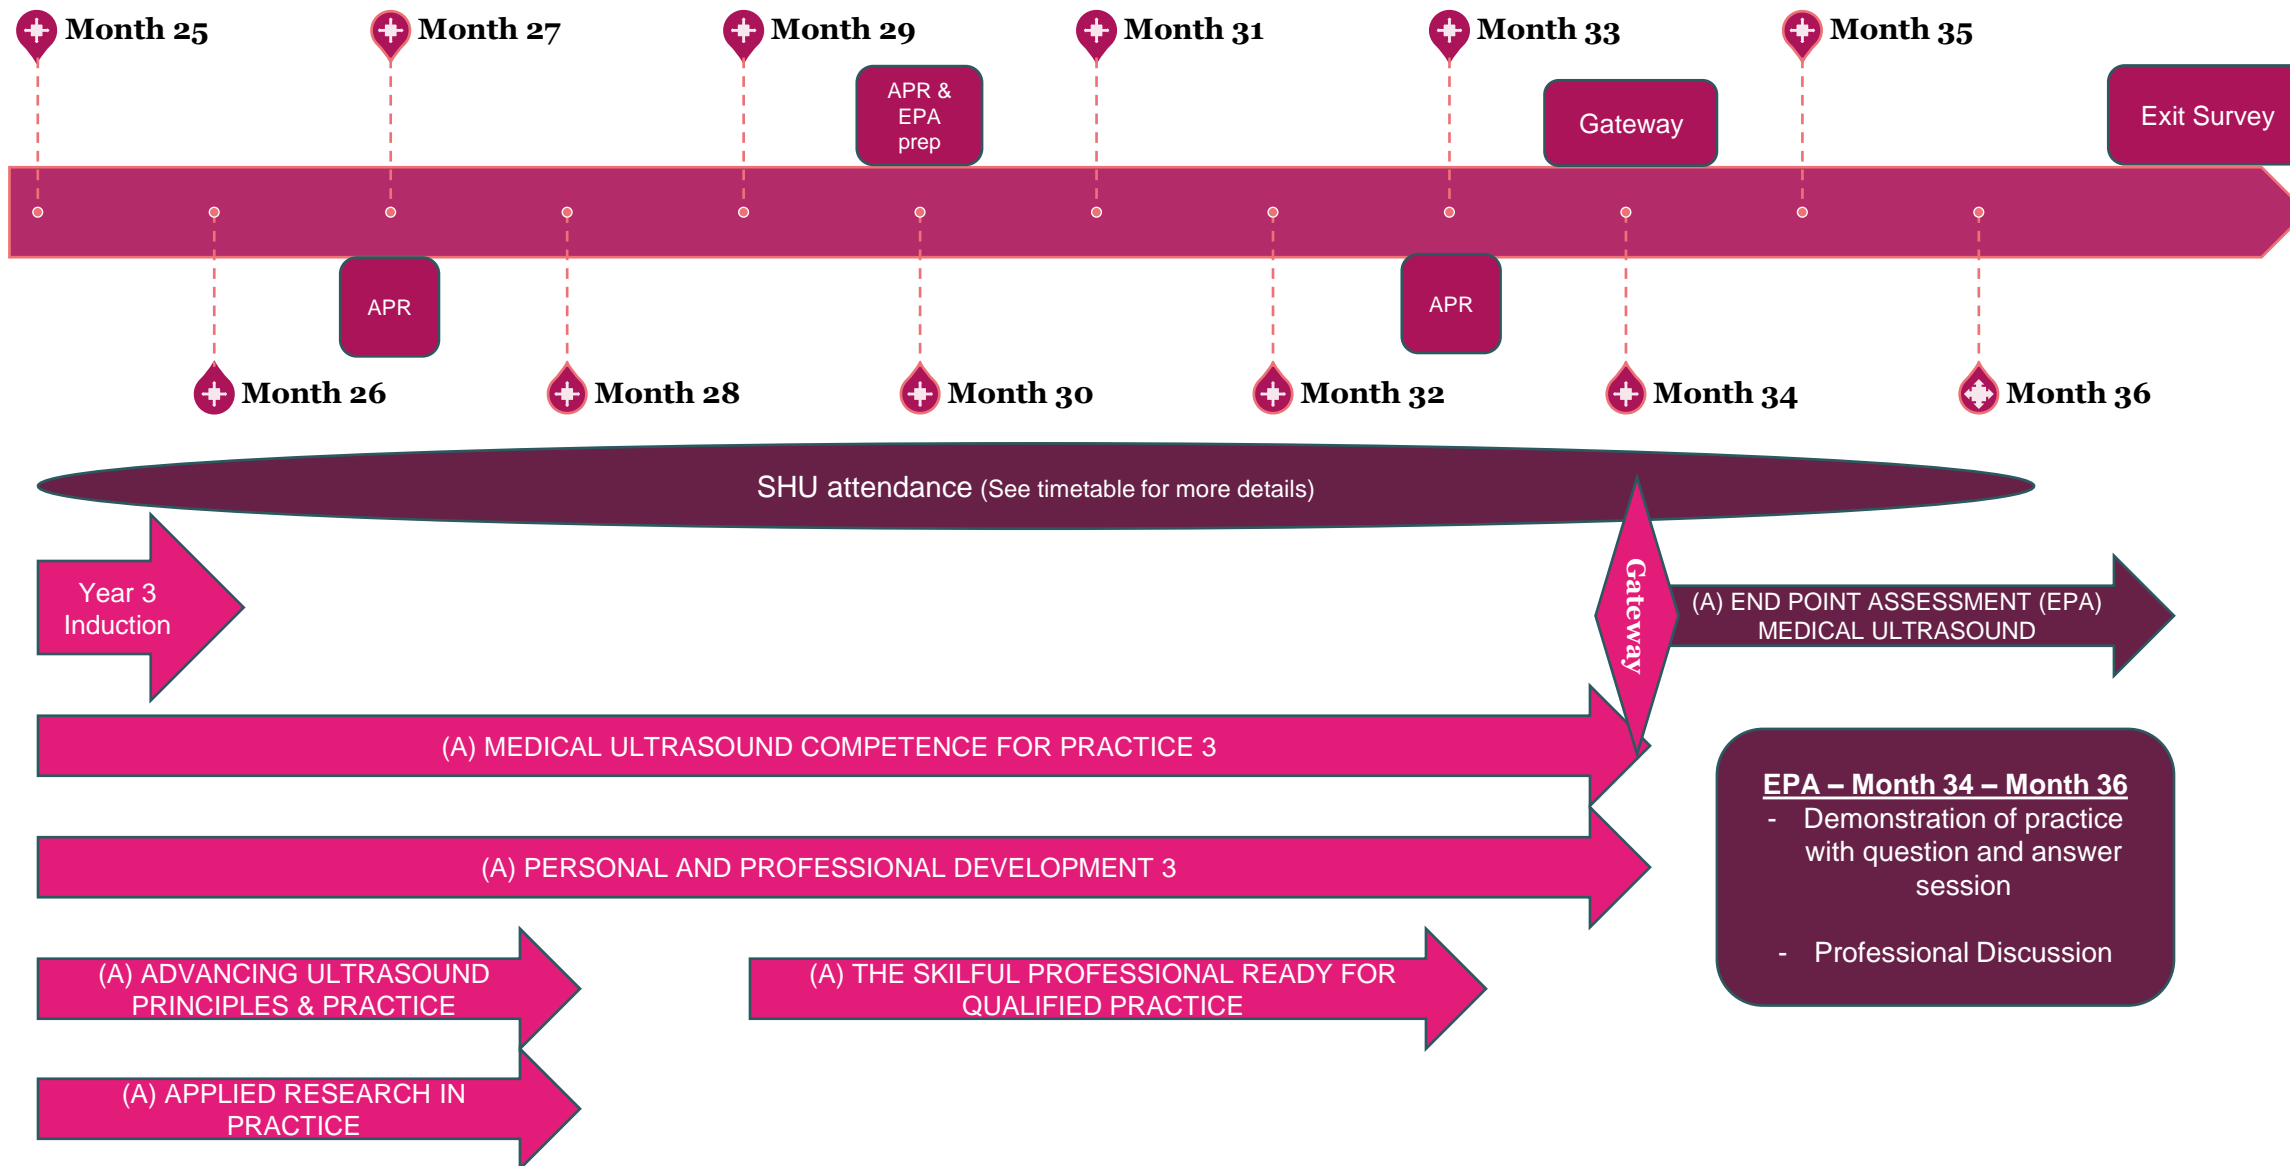 Month 25
Month 27
Month 29
Month 31
Month 33
Month 35
APR &
EPA
prep
Gateway
Exit Survey
APR
APR
Month 26
Month 28
Month 30
Month 32
Month 34
Month 36
SHU attendance (See timetable for more details)
Year 3
Induction
Gateway
(A) END POINT ASSESSMENT (EPA)
MEDICAL ULTRASOUND
(A) MEDICAL ULTRASOUND COMPETENCE FOR PRACTICE 3
EPA – Month 34 – Month 36
- Demonstration of practice
with question and answer
session
- Professional Discussion
(A) PERSONAL AND PROFESSIONAL DEVELOPMENT 3
(A) ADVANCING ULTRASOUND
PRINCIPLES & PRACTICE
(A) THE SKILFUL PROFESSIONAL READY FOR
QUALIFIED PRACTICE
(A) APPLIED RESEARCH IN
PRACTICE